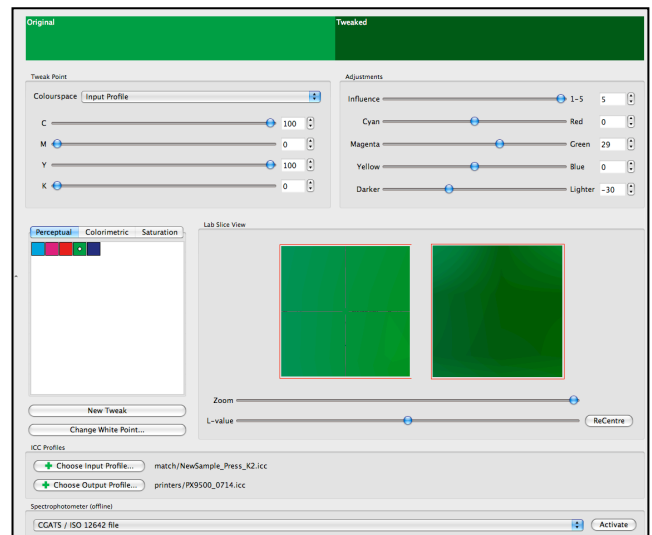 Original Tweaked
Tweak Point
Colourspace Input Profile
C 100
M 0
Y 100
K 0
Adjustments
Influence 1-5 5
Cyan Red 0
Magenta Green 29
Yellow Blue 0
Darker Lighter -30
Perceptual Colorimetric Saturation
New Tweak
Change White Point...
Lab Slice View
Zoom
L-value ReCentre
ICC Profiles
Choose Input Profile... match/NewSample_Press_K2.icc
Choose Output Profile... printers/PX9500_0714.icc
Spectrophotometer (offline)
CGATS / ISO 12642 file Activate